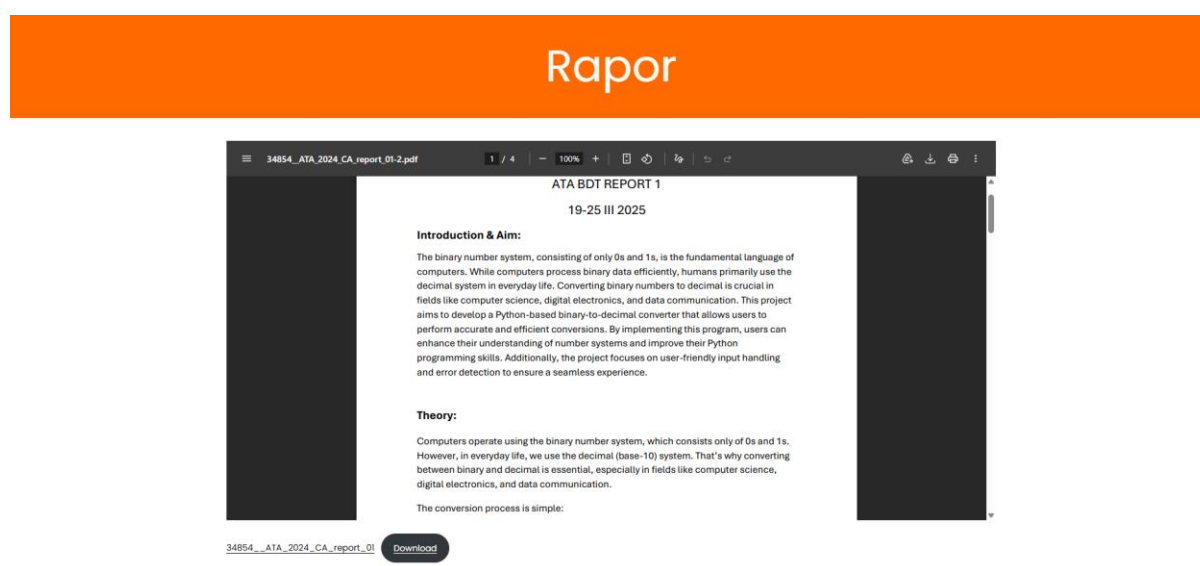 Rapor
34854__ATA_2024_CA_report_01-2.pdf
1 / 4
100%
ATA BDT REPORT 1
19-25 III 2025
Introduction & Aim:
The binary number system, consisting of only 0s and 1s, is the fundamental language of
computers. While computers process binary data efficiently, humans primarily use the
decimal system in everyday life. Converting binary numbers to decimal is crucial in
fields like computer science, digital electronics, and data communication. This project
aims to develop a Python-based binary-to-decimal converter that allows users to
perform accurate and efficient conversions. By implementing this program, users can
enhance their understanding of number systems and improve their Python
programming skills. Additionally, the project focuses on user-friendly input handling
and error detection to ensure a seamless experience.
Theory:
Computers operate using the binary number system, which consists only of 0s and 1s.
However, in everyday life, we use the decimal (base-10) system. That's why converting
between binary and decimal is essential, especially in fields like computer science,
digital electronics, and data communication.
The conversion process is simple:
34854__ATA_2024_CA_report_01
Download